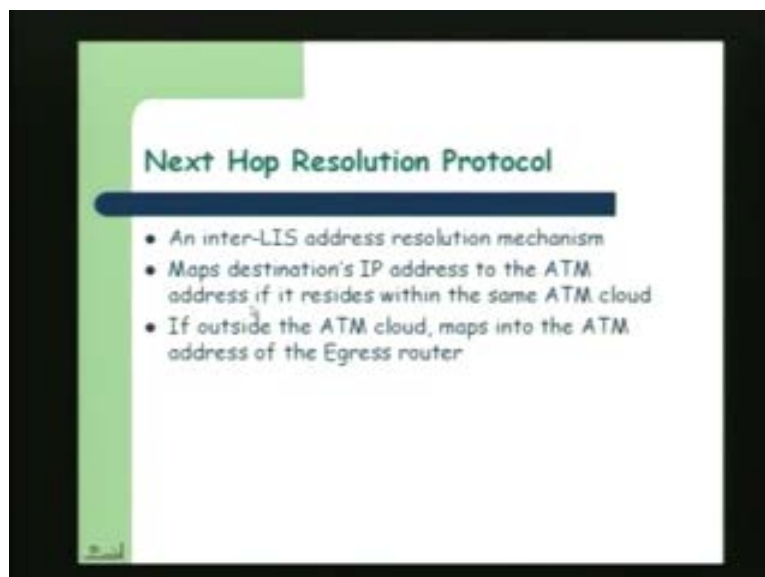 Next Hop Resolution Protocol
• An inter-LIS address resolution mechanism
• Maps destination's IP address to the ATM
address if it resides within the same ATM cloud
• If outside the ATM cloud, maps into the ATM
address of the Egress router